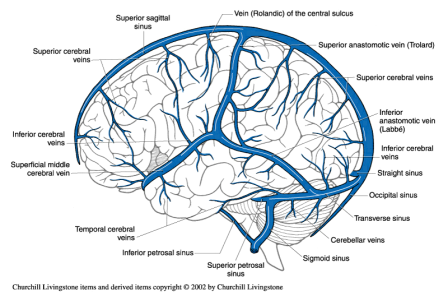 Superior sagittal
sinus
Vein (Rolandic) of the central sulcus
Superior cerebral
veins
Superior anastomotic vein (Trolard)
Superior cerebral veins
Inferior
anastomotic vein
(Labbé)
Inferior cerebral
veins
Inferior cerebral
veins
Superficial middle
cerebral vein
Straight sinus
Occipital sinus
Transverse sinus
Temporal cerebral
veins
Cerebellar veins
Inferior petrosal sinus
Sigmoid sinus
Superior petrosal
sinus
Churchill Livingstone items and derived items copyright © 2002 by Churchill Livingstone